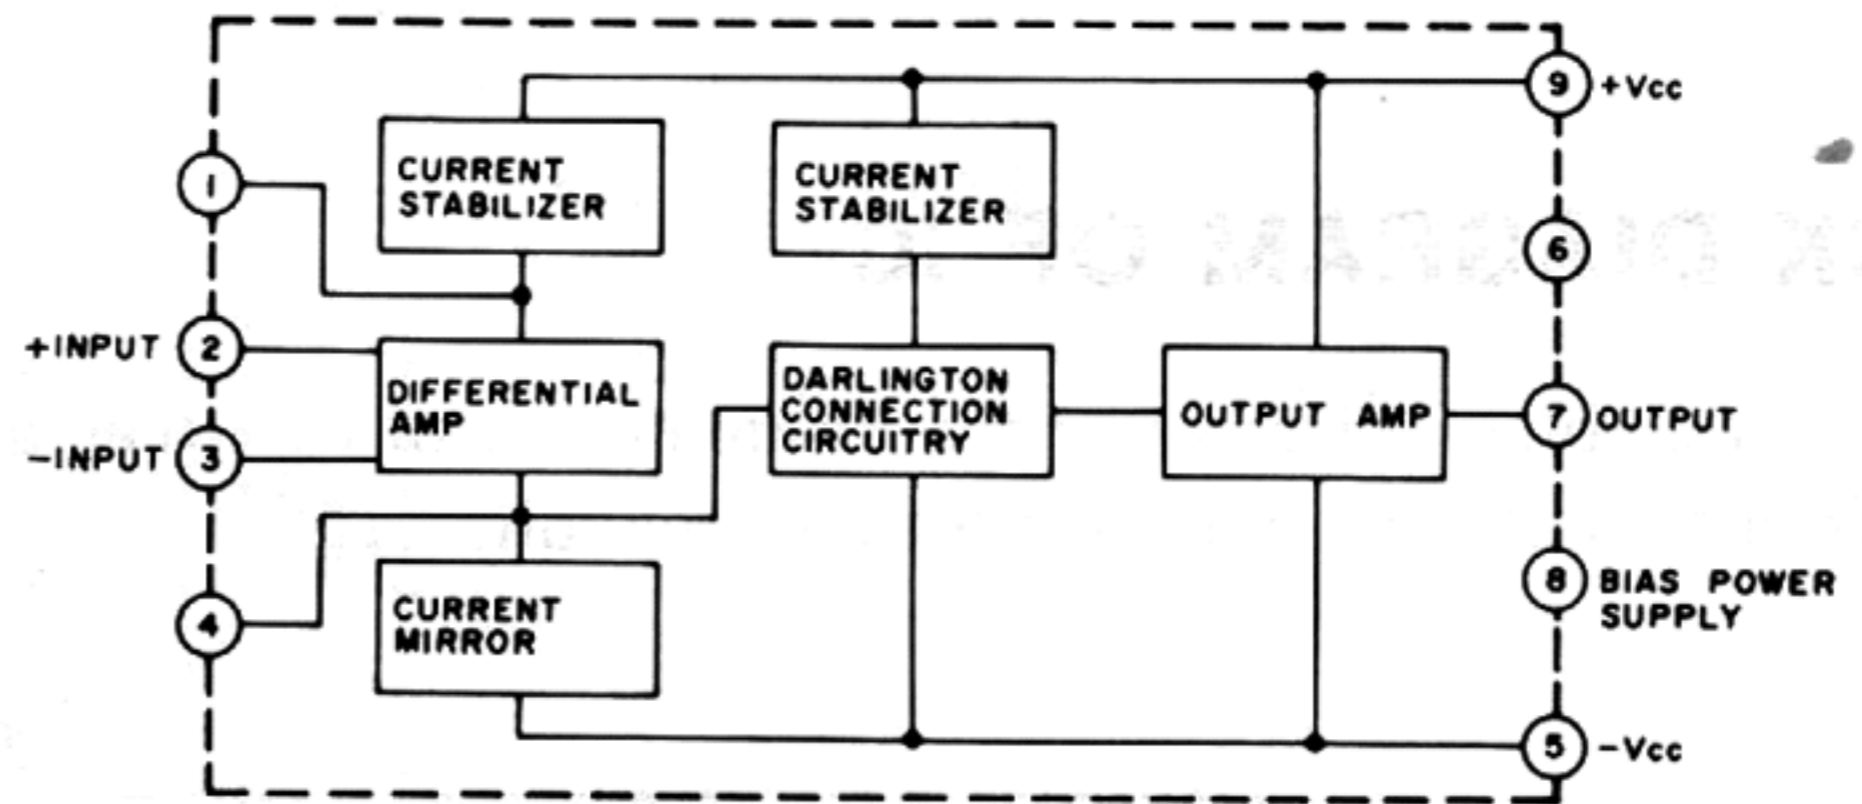 9 +Vcc
CURRENT
STABILIZER
CURRENT
STABILIZER
1
6
+INPUT 2
DIFFERENTIAL
AMP
DARLINGTON
CONNECTION
CIRCUITRY
OUTPUT AMP
7 OUTPUT
-INPUT 3
8 BIAS POWER
SUPPLY
4
CURRENT
MIRROR
5 -Vcc